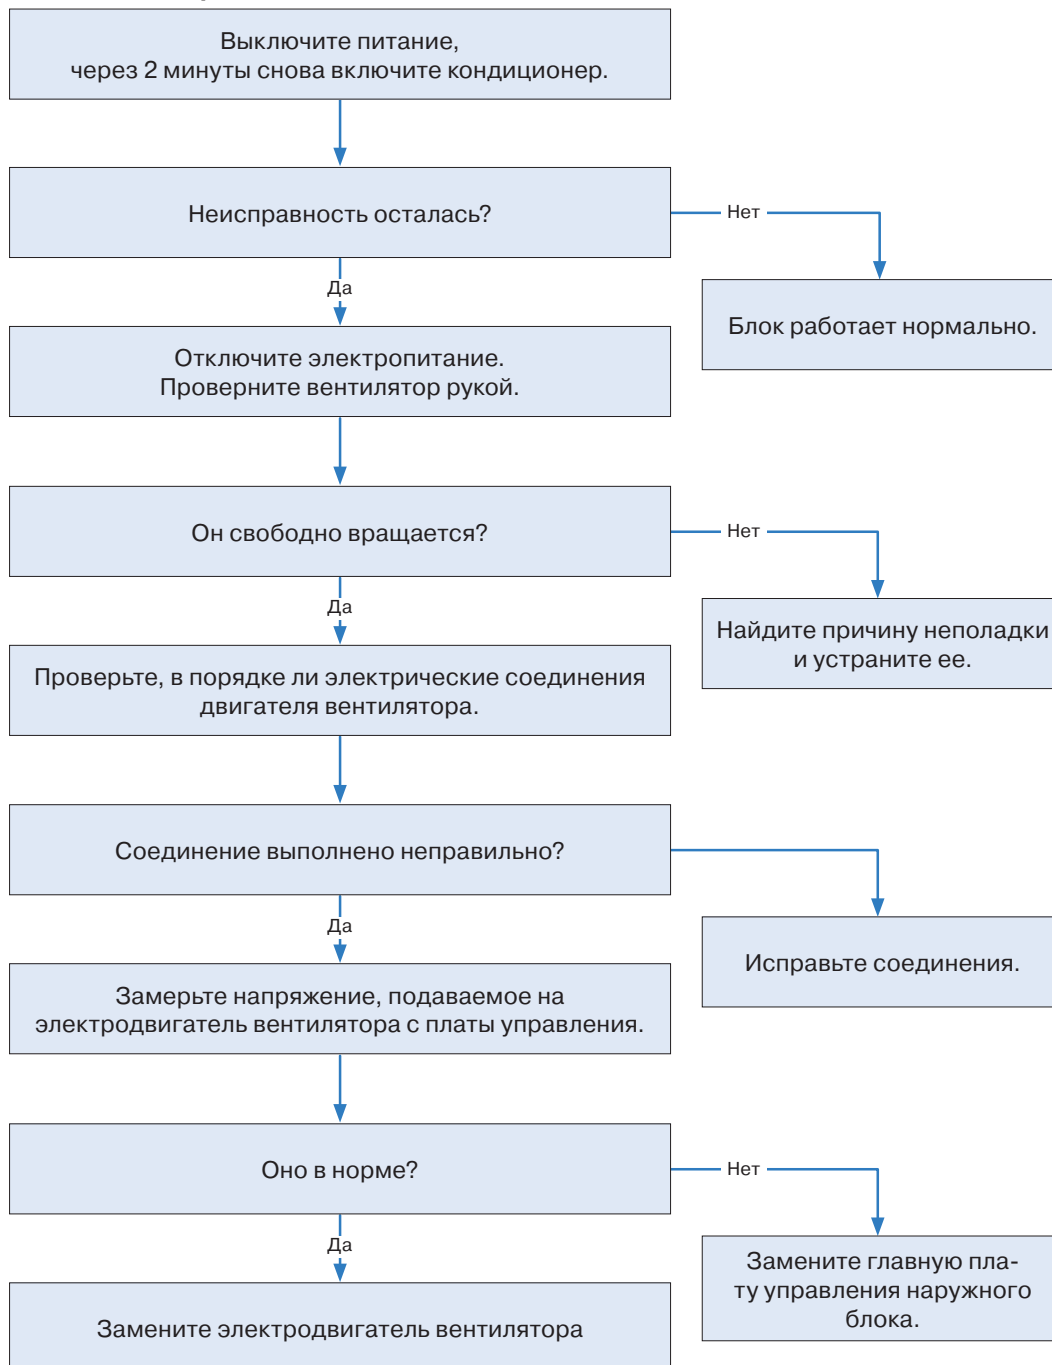 Выключите питание,
через 2 минуты снова включите кондиционер.
Неисправность осталась?
Нет
Да
Блок работает нормально.
Отключите электропитание.
Проверните вентилятор рукой.
Он свободно вращается?
Нет
Да
Найдите причину неполадки
и устраните ее.
Проверьте, в порядке ли электрические соединения
двигателя вентилятора.
Соединение выполнено неправильно?
Да
Исправьте соединения.
Замерьте напряжение, подаваемое на
электродвигатель вентилятора с платы управления.
Оно в норме?
Нет
Да
Замените главную пла-
ту управления наружного
блока.
Замените электродвигатель вентилятора